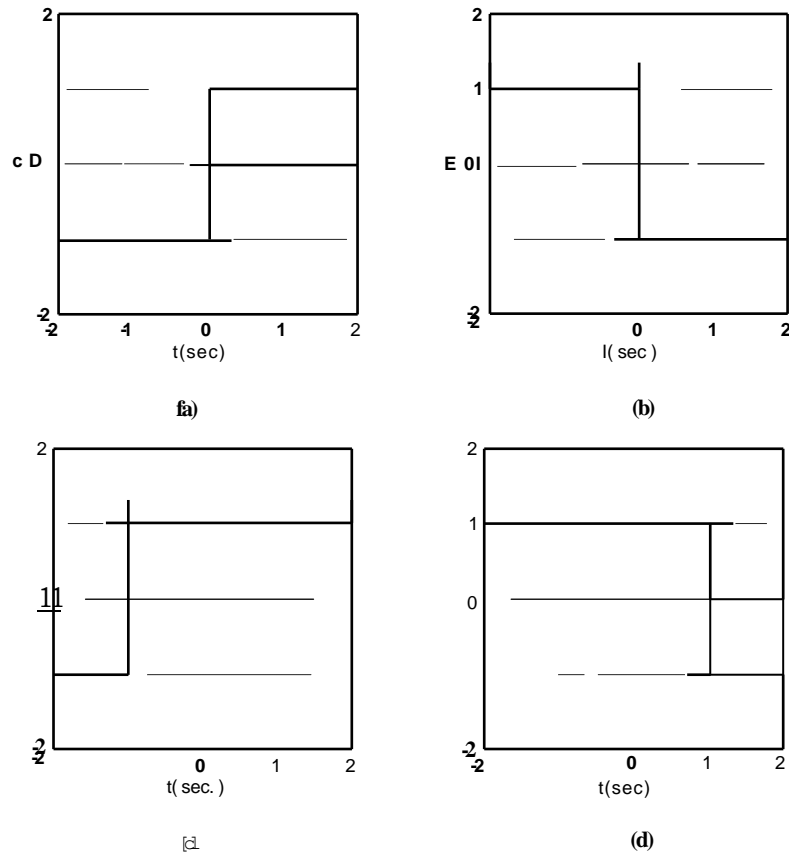 2 2
1
c D E 0I
-2 -2
-2 -1 0 1 2 -2 0 1 2
t(sec) I( sec )
fa) (b)
2 2
1
11 0
-2 -2
-2 0 1 2 -2 0 1 2
t( sec. ) t(sec)
(d)